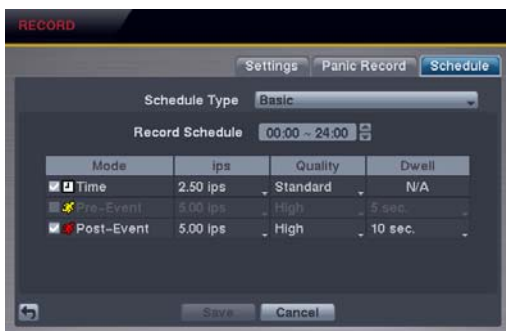 RECORD
Settings Panic Record Schedule
Schedule Type Basic
Record Schedule 00:00 ~ 24:00
Mode ips Quality Dwell
Time 2.50 ips Standard N/A
Pre-Event 5.00 ips High 5 sec.
Post-Event 5.00 ips High 10 sec.
Save Cancel